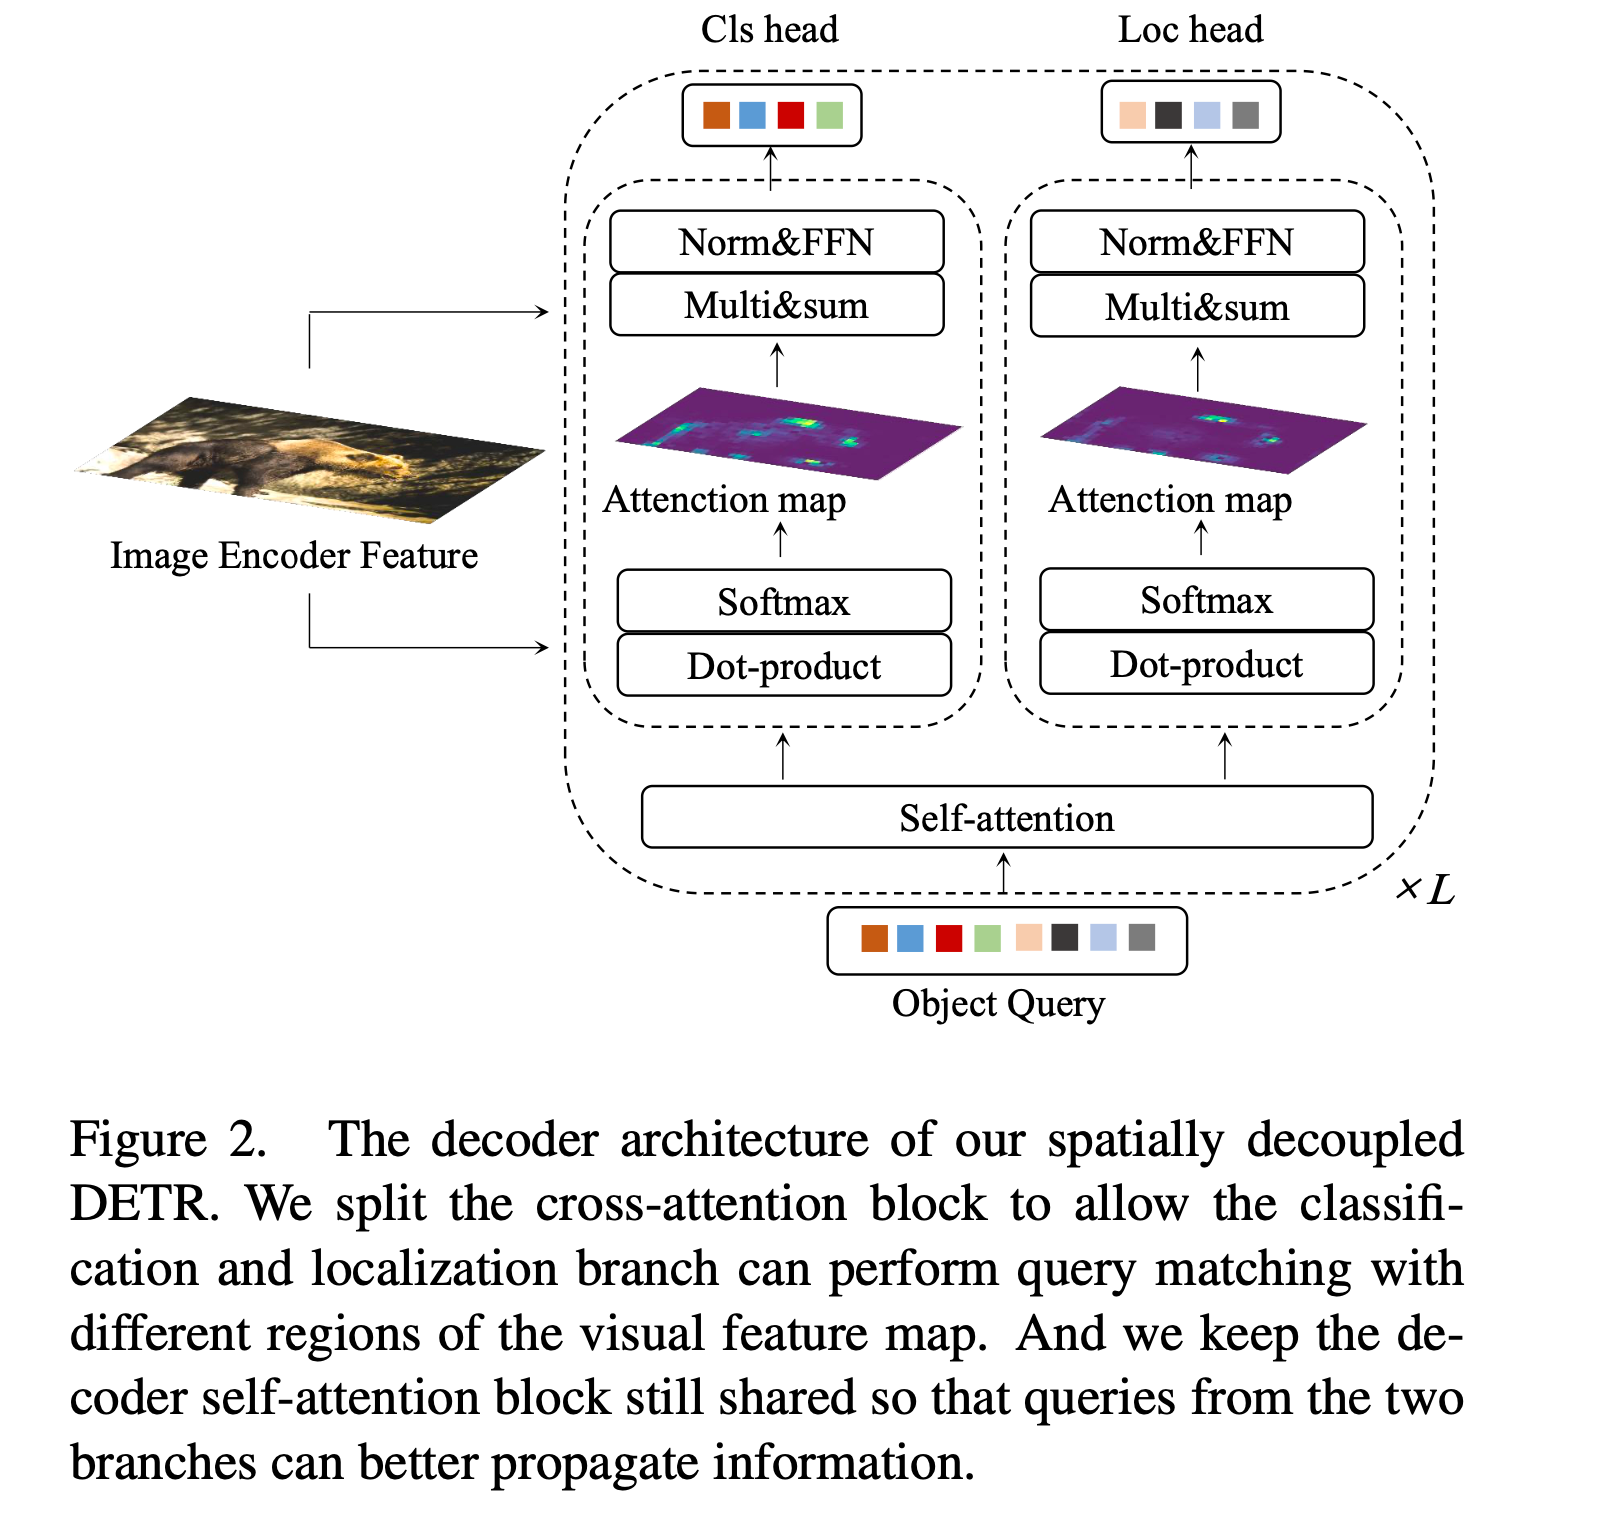 Cls head
Loc head
Norm&FFN
Multi&sum
Norm&FFN
Multi&sum
Attenction map
Attenction map
Image Encoder Feature
Softmax
Dot-product
Softmax
Dot-product
Self-attention
×L
Object Query
Figure 2. The decoder architecture of our spatially decoupled
DETR. We split the cross-attention block to allow the classifi-
cation and localization branch can perform query matching with
different regions of the visual feature map. And we keep the de-
coder self-attention block still shared so that queries from the two
branches can better propagate information.